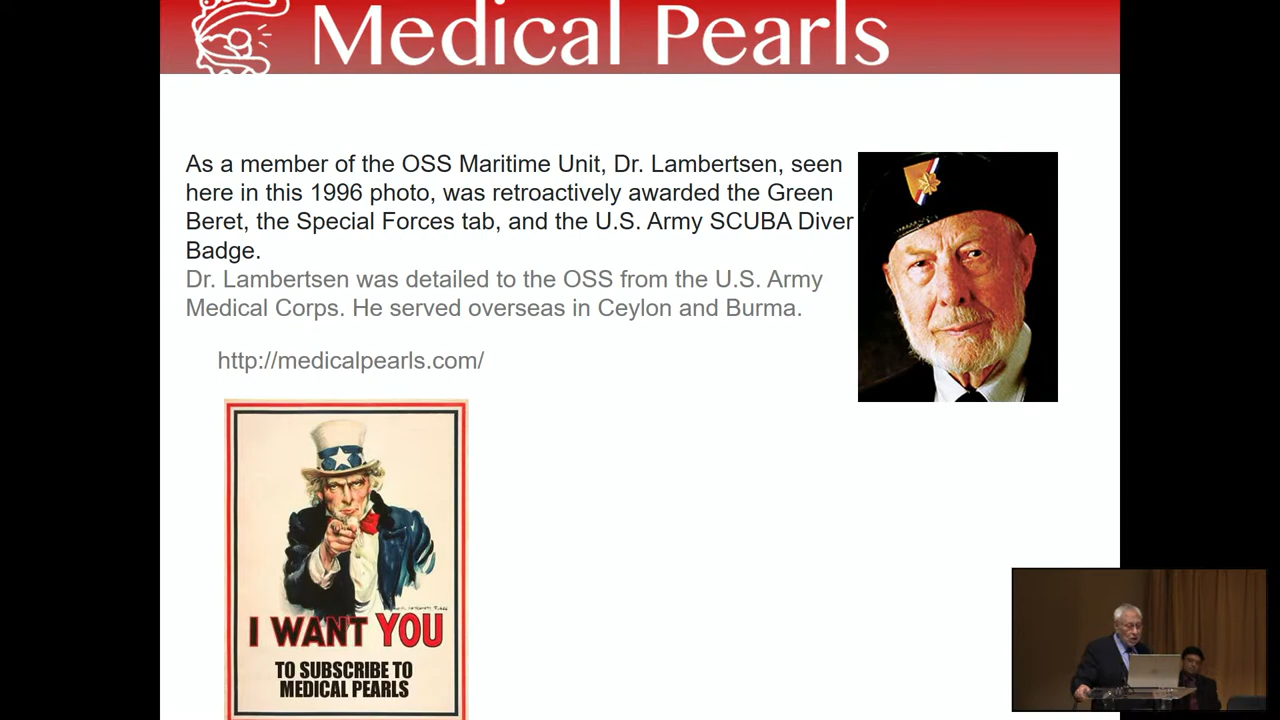 Medical Pearls
As a member of the OSS Maritime Unit, Dr. Lambertsen, seen
here in this 1996 photo, was retroactively awarded the Green
Beret, the Special Forces tab, and the U.S. Army SCUBA Diver
Badge.
Dr. Lambertsen was detailed to the OSS from the U.S. Army
Medical Corps. He served overseas in Ceylon and Burma.
http://medicalpearls.com/
I WANT YOU
TO SUBSCRIBE TO
MEDICAL PEARLS